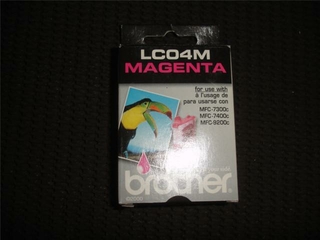 LC04M
MAGENTA
for use with
à l'usage de
para usarse con
MFC-7300c
MFC-7400c
MFC-9200c
brother